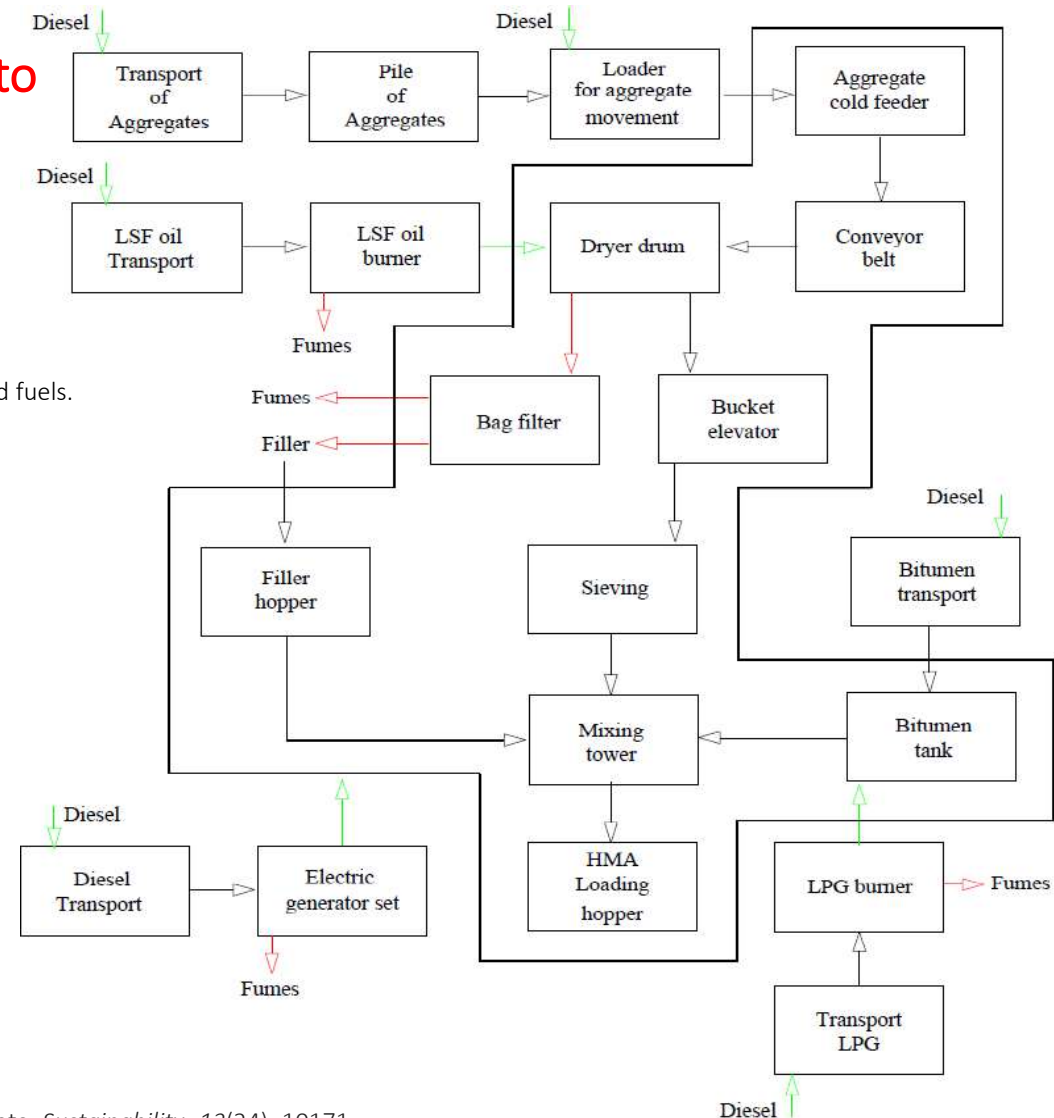 Diesel
Diesel
to
Transport
of
Aggregates
Pile
of
Aggregates
Loader
for aggregate
movement
Aggregate
cold feeder
Diesel
LSF oil
Transport
LSF oil
burner
Dryer drum
Conveyor
belt
Fumes
d fuels.
Fumes
Filler
Bag filter
Bucket
elevator
Diesel
Filler
hopper
Sieving
Bitumen
transport
Mixing
tower
Bitumen
tank
Diesel
Diesel
Transport
Electric
generator set
HMA
Loading
hopper
LPG burner
Fumes
Fumes
Transport
LPG
Diesel